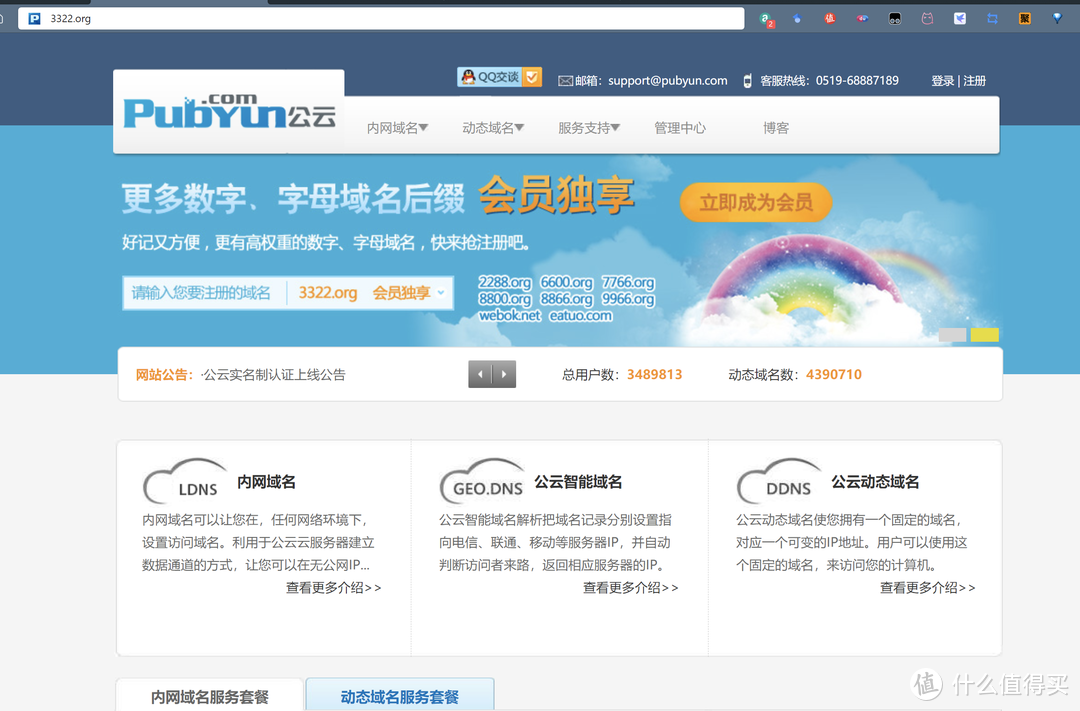 3322.org
2
值
聚
QQ交谈
邮箱：support@pubyun.com
客服热线：0519-68887189
登录 | 注册
PubYun.com公云
内网域名▼
动态域名▼
服务支持▼
管理中心
博客
更多数字、字母域名后缀 会员独享
立即成为会员
好记又方便，更有高权重的数字、字母域名，快来抢注册吧。
请输入您要注册的域名
3322.org
会员独享
2288.org 6600.org 7766.org
8800.org 8866.org 9966.org
webok.net eatuo.com
网站公告：·公云实名制认证上线公告
总用户数：3489813
动态域名数：4390710
LDNS
内网域名
内网域名可以让您在，任何网络环境下，
设置访问域名。利用于公云云服务器建立
数据通道的方式，让您可以在无公网IP...
查看更多介绍>>
GEO.DNS
公云智能域名
公云智能域名解析把域名记录分别设置指
向电信、联通、移动等服务器IP，并自动
判断访问者来路，返回相应服务器的IP。
查看更多介绍>>
DDNS
公云动态域名
公云动态域名使您拥有一个固定的域名，
对应一个可变的IP地址。用户可以使用这
个固定的域名，来访问您的计算机。
查看更多介绍>>
内网域名服务套餐
动态域名服务套餐
值 什么值得买